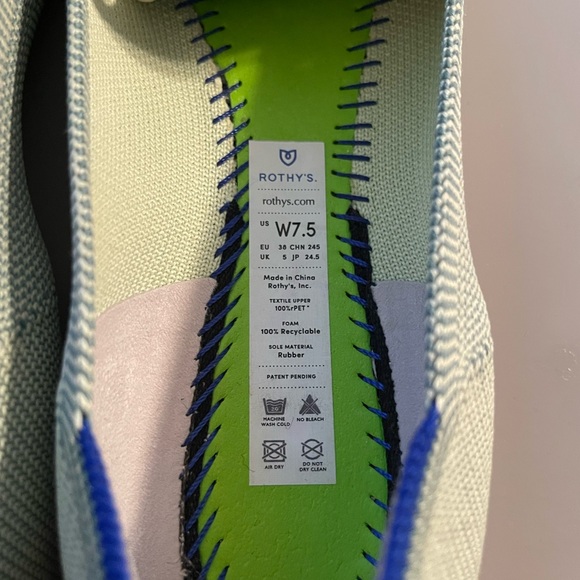 ROTHY'S.
rothys.com
US W7.5
EU 38 CHN 245
UK 5 JP 24.5
Made in China
Rothy's, Inc.
TEXTILE UPPER
100%rPET*
FOAM
100% Recyclable
SOLE MATERIAL
Rubber
PATENT PENDING
MACHINE WASH COLD
NO BLEACH
AIR DRY
DO NOT DRY CLEAN